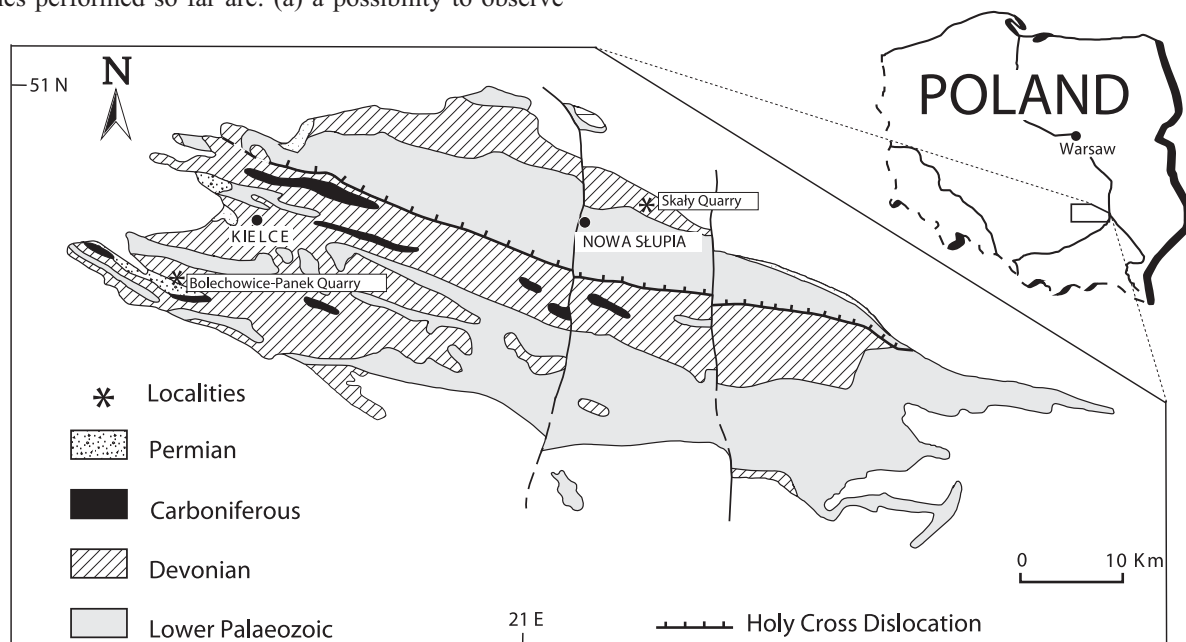 es performed so far are: (a) a possibility to observe
51 N
N
POLAND
Warsaw
Skały Quarry
KIELCE
NOWA SŁUPIA
Bolechowice-Panek Quarry
Localities
Permian
Carboniferous
Devonian
Lower Palaeozoic
0 10 Km
21 E
Holy Cross Dislocation